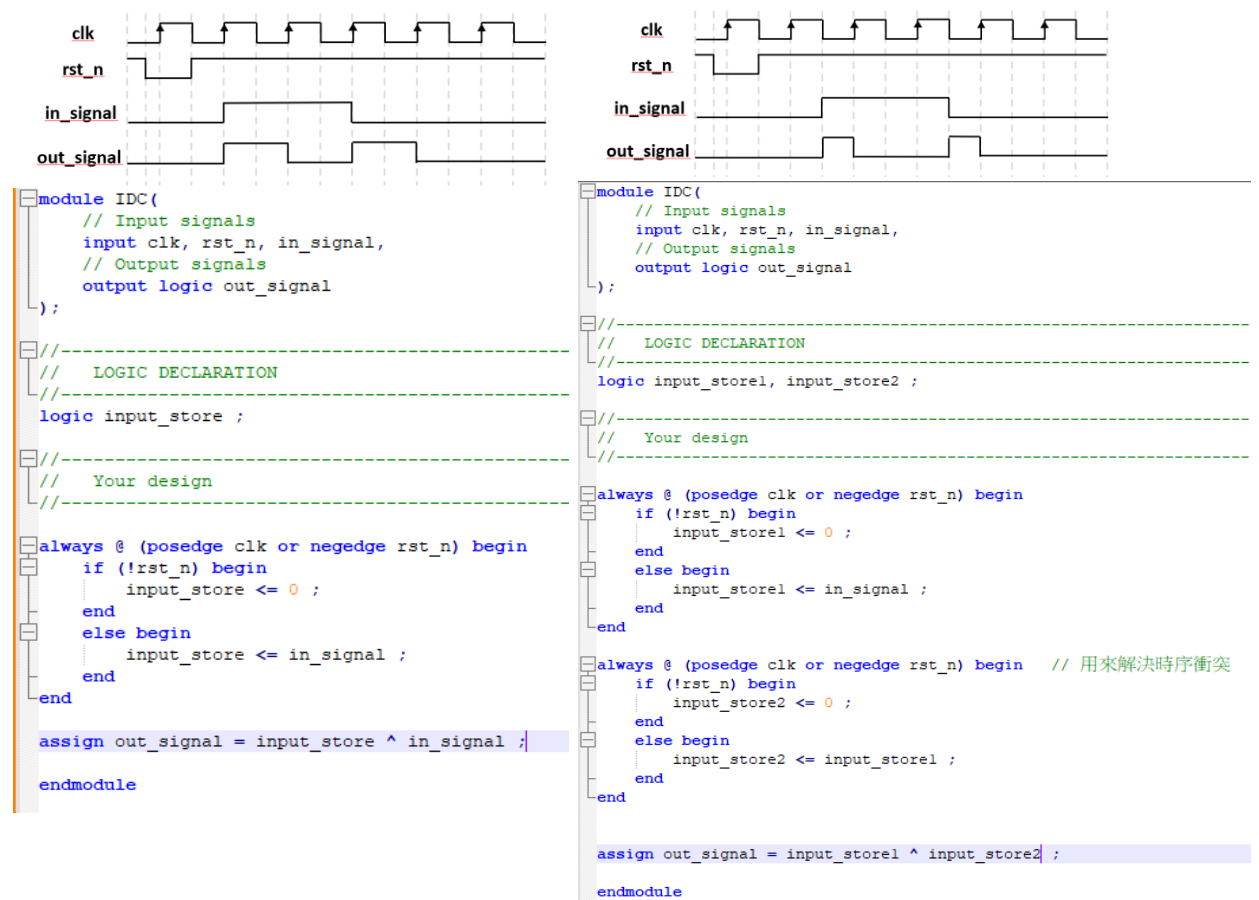 clk
rst_n
in_signal
out_signal
module IDC(
// Input signals
input clk, rst_n, in_signal,
// Output signals
output logic out_signal
);
//-----------------------------------------------
// LOGIC DECLARATION
//-----------------------------------------------
logic input_store ;
//-----------------------------------------------
// Your design
//-----------------------------------------------
always @ (posedge clk or negedge rst_n) begin
if (!rst_n) begin
input_store <= 0 ;
end
else begin
input_store <= in_signal ;
end
end
assign out_signal = input_store ^ in_signal ;
endmodule
clk
rst_n
in_signal
out_signal
module IDC(
// Input signals
input clk, rst_n, in_signal,
// Output signals
output logic out_signal
);
//---------------------------------------------------------------------
// LOGIC DECLARATION
//---------------------------------------------------------------------
logic input_store1, input_store2 ;
//---------------------------------------------------------------------
// Your design
//---------------------------------------------------------------------
always @ (posedge clk or negedge rst_n) begin
if (!rst_n) begin
input_store1 <= 0 ;
end
else begin
input_store1 <= in_signal ;
end
end
always @ (posedge clk or negedge rst_n) begin // 用來解決時序衝突
if (!rst_n) begin
input_store2 <= 0 ;
end
else begin
input_store2 <= input_store1 ;
end
end
assign out_signal = input_store1 ^ input_store2 ;
endmodule